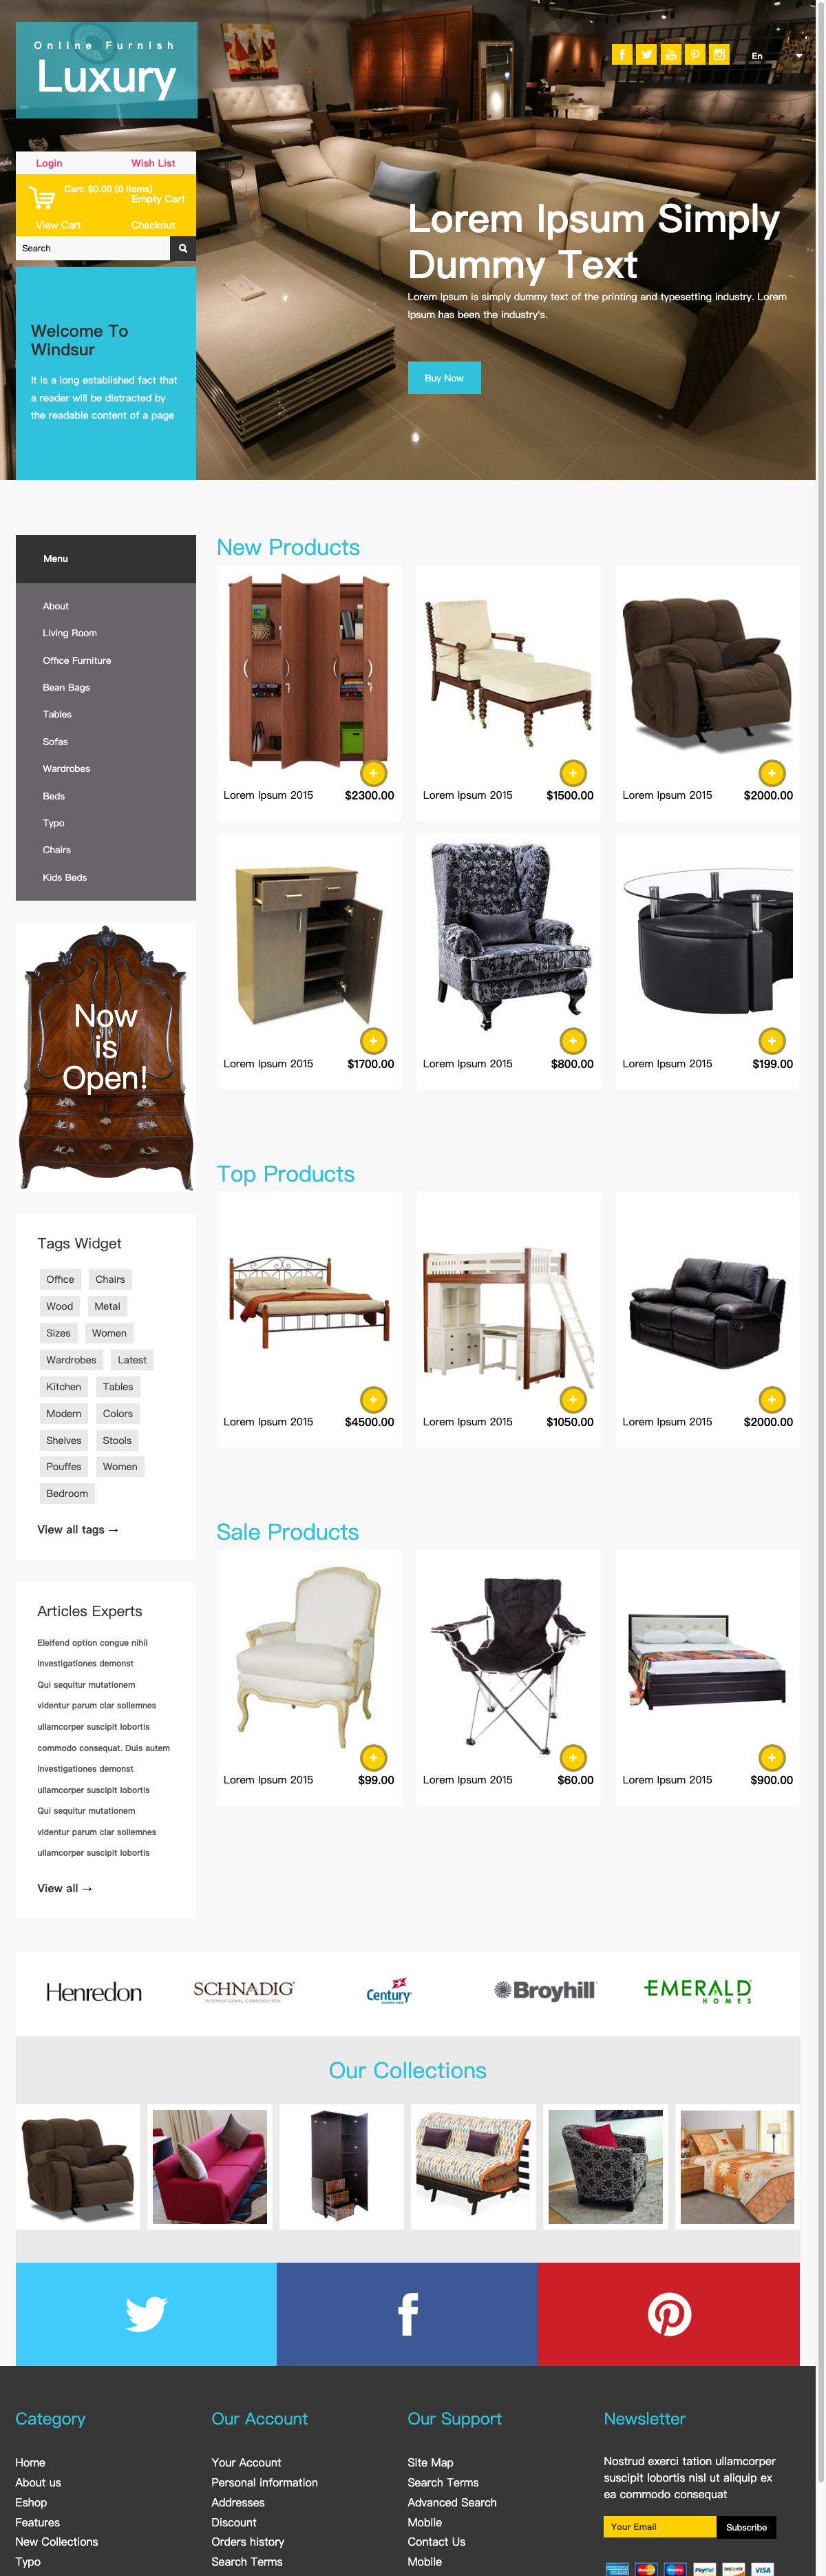 Online Furnish
Luxury
En
Login
Wish List
Cart: $0.00 (0 items)
Empty Cart
View Cart
Checkout
Search
Welcome To
Windsur
It is a long established fact that
a reader will be distracted by
the readable content of a page
Lorem Ipsum Simply
Dummy Text
Lorem Ipsum is simply dummy text of the printing and typesetting industry. Lorem
Ipsum has been the industry's.
Buy Now
Menu
About
Living Room
Office Furniture
Bean Bags
Tables
Sofas
Wardrobes
Beds
Typo
Chairs
Kids Beds
Now
is
Open!
Tags Widget
Office Chairs
Wood Metal
Sizes Women
Wardrobes Latest
Kitchen Tables
Modern Colors
Shelves Stools
Pouffes Women
Bedroom
View all tags →
Articles Experts
Eleifend option congue nihil
Investigationes demonst
Qui sequitur mutationem
videntur parum clar sollemnes
ullamcorper suscipit lobortis
commodo consequat. Duis autem
Investigationes demonst
ullamcorper suscipit lobortis
Qui sequitur mutationem
videntur parum clar sollemnes
ullamcorper suscipit lobortis
View all →
New Products
Lorem Ipsum 2015 $2300.00
Lorem Ipsum 2015 $1500.00
Lorem Ipsum 2015 $2000.00
Lorem Ipsum 2015 $1700.00
Lorem Ipsum 2015 $800.00
Lorem Ipsum 2015 $199.00
Top Products
Lorem Ipsum 2015 $4500.00
Lorem Ipsum 2015 $1050.00
Lorem Ipsum 2015 $2000.00
Sale Products
Lorem Ipsum 2015 $99.00
Lorem Ipsum 2015 $60.00
Lorem Ipsum 2015 $900.00
Henredon
SCHNADIG
INTERNATIONAL CORPORATION
Century
Broyhill
EMERALD
HOMES
Our Collections
Category
Home
About us
Eshop
Features
New Collections
Typo
Our Account
Your Account
Personal information
Addresses
Discount
Orders history
Search Terms
Our Support
Site Map
Search Terms
Advanced Search
Mobile
Contact Us
Mobile
Newsletter
Nostrud exerci tation ullamcorper
suscipit lobortis nisl ut aliquip ex
ea commodo consequat
Your Email
Subscribe
MasterCard
Maestro
PayPal
DISCOVER
VISA